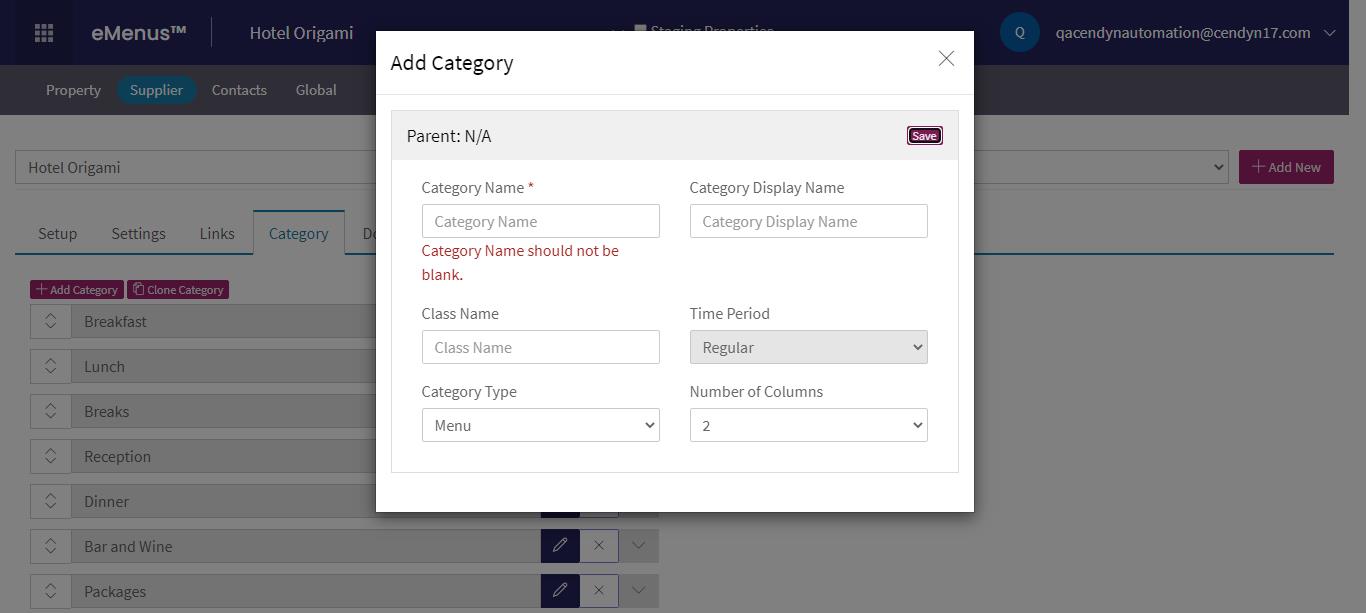 eMenus™
Hotel Origami
Staging Properties
Q
qacendynautomation@cendyn17.com
Property
Supplier
Contacts
Global
Add Category
Parent: N/A
Save
Category Name *
Category Display Name
Category Name
Category Display Name
Category Name should not be
blank.
Class Name
Time Period
Class Name
Regular
Category Type
Number of Columns
Menu
2
Hotel Origami
Add New
Setup
Settings
Links
Category
Add Category
Clone Category
Breakfast
Lunch
Breaks
Reception
Dinner
Bar and Wine
Packages